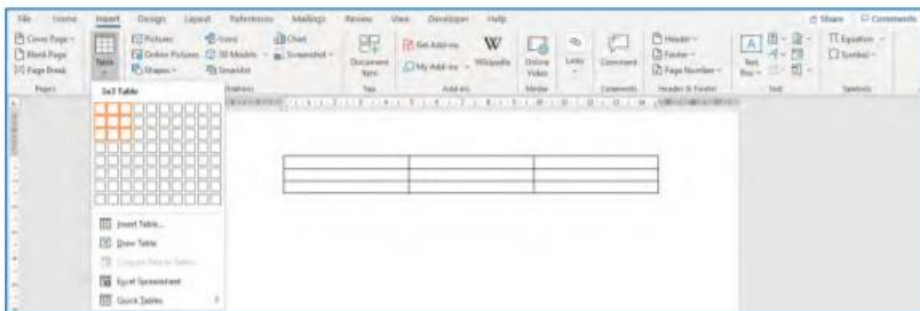 File Home Insert Design Layout References Mailings Review View Developer Help Share Comments
Cover Page Pictures Icons Chart Get Add-ins Header Equation
Blank Page Online Pictures 3D Models Screenshot My Add-ins Footer Symbol
Page Break Table Shapes SmartArt Document Item Wikipedia Online Video Links Comment Page Number Text Box
Pages Tap Add-ins Media Comments Header & Footer Text Symbols
3x3 Table
Insert Table...
Draw Table
Excel Spreadsheet
Quick Tables